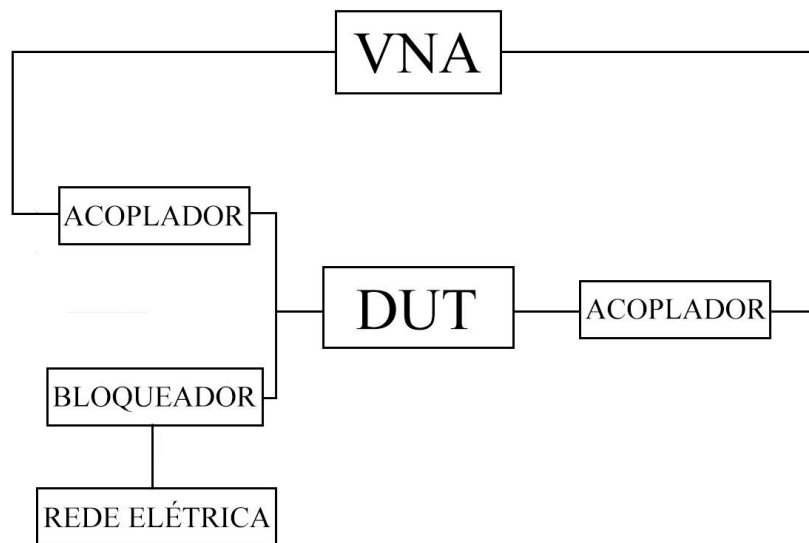 VNA
ACOPLADOR
DUT
ACOPLADOR
BLOQUEADOR
REDE ELÉTRICA